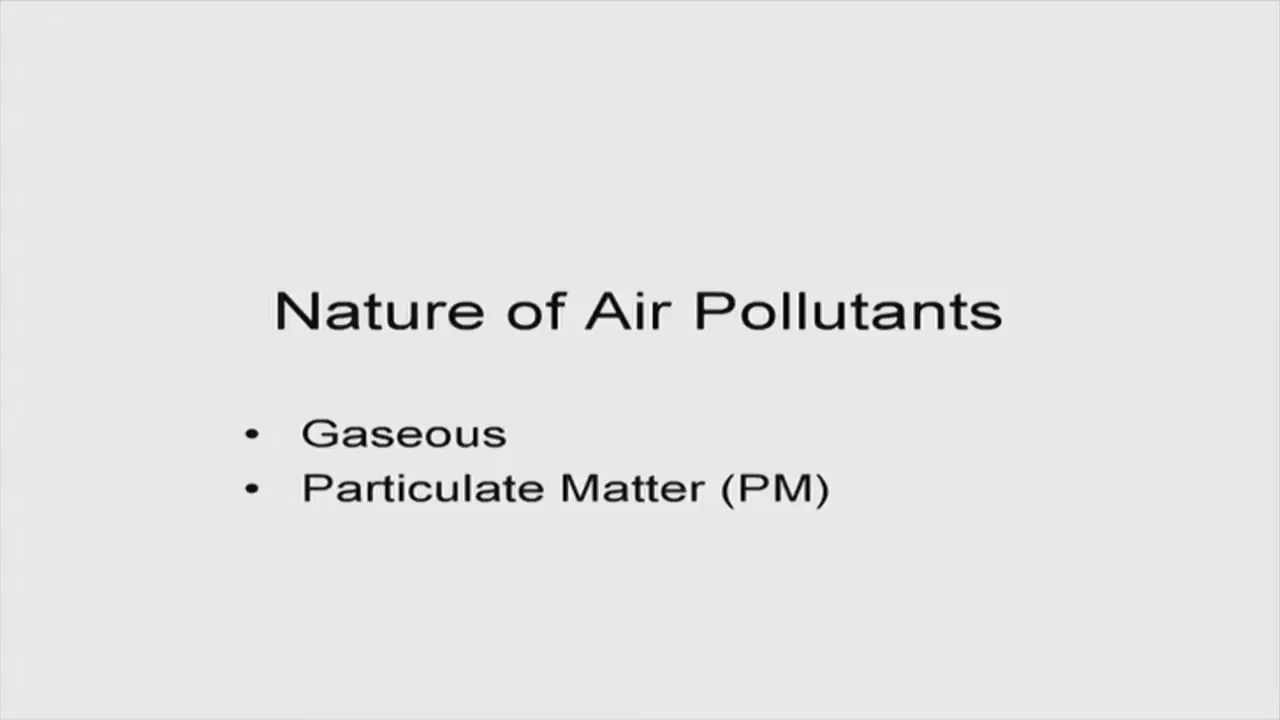 Nature of Air Pollutants
• Gaseous
• Particulate Matter (PM)